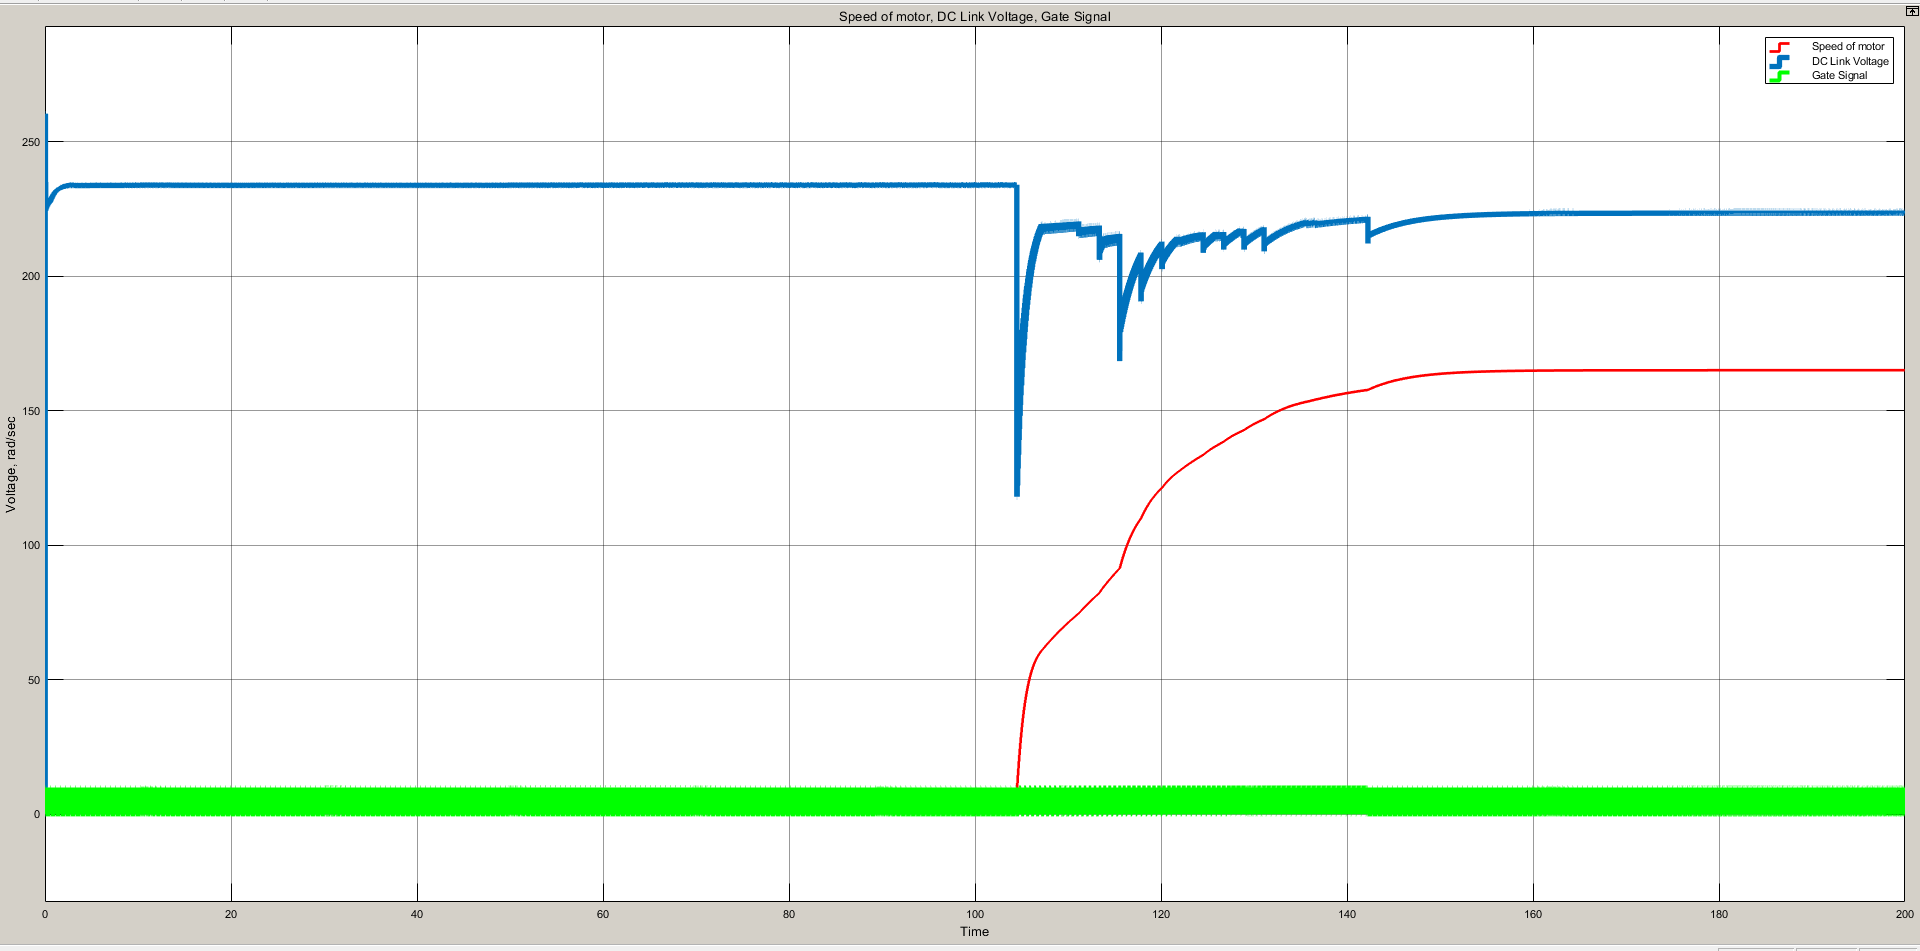 Speed of motor, DC Link Voltage, Gate Signal
Speed of motor
DC Link Voltage
Gate Signal
Voltage, rad/sec
250
200
150
100
50
0
0 20 40 60 80 100 120 140 160 180 200
Time